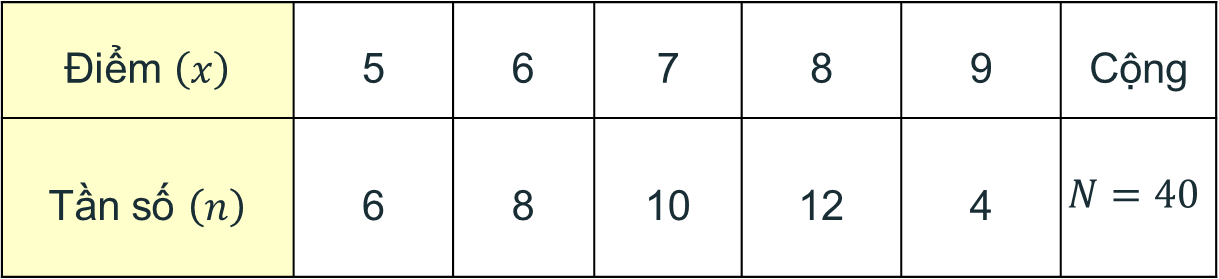 Điểm (x) 5 6 7 8 9 Cộng
Tần số (n) 6 8 10 12 4 N = 40